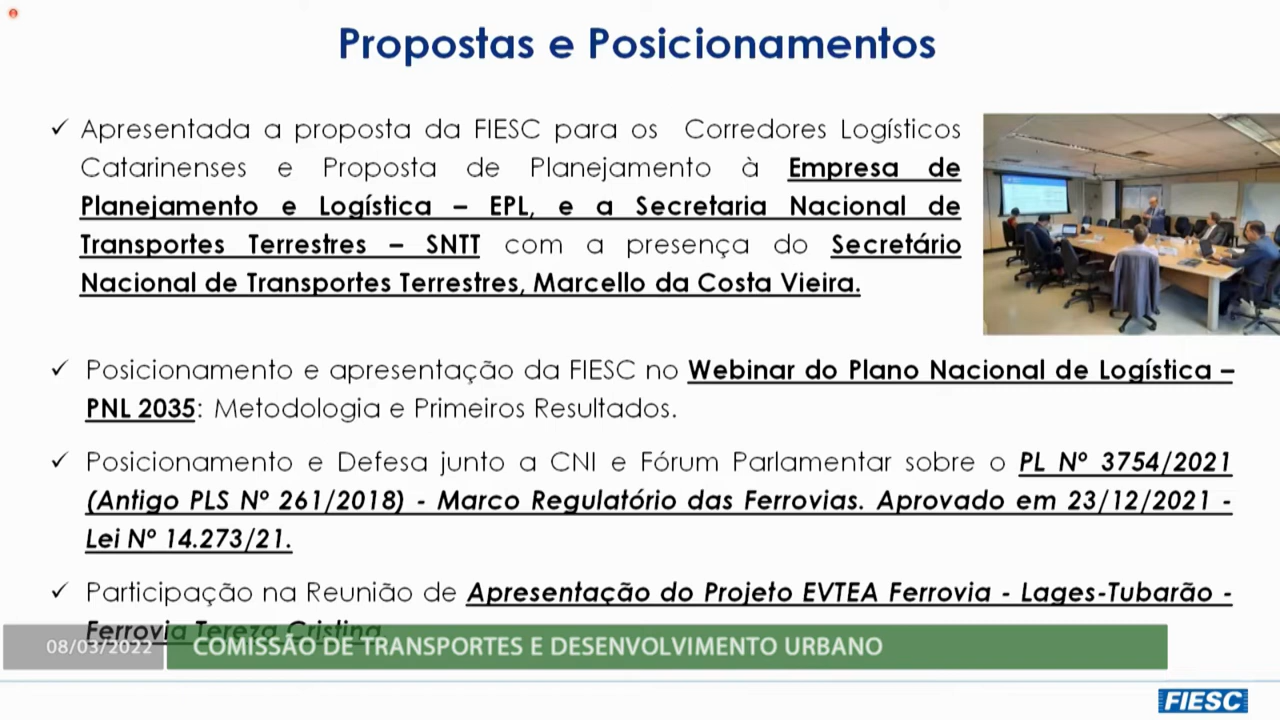 Propostas e Posicionamentos
✓ Apresentada a proposta da FIESC para os Corredores Logísticos
Catarinenses e Proposta de Planejamento à Empresa de
Planejamento e Logística – EPL, e a Secretaria Nacional de
Transportes Terrestres – SNTT com a presença do Secretário
Nacional de Transportes Terrestres, Marcello da Costa Vieira.
✓ Posicionamento e apresentação da FIESC no Webinar do Plano Nacional de Logística –
PNL 2035: Metodologia e Primeiros Resultados.
✓ Posicionamento e Defesa junto a CNI e Fórum Parlamentar sobre o PL Nº 3754/2021
(Antigo PLS Nº 261/2018) - Marco Regulatório das Ferrovias. Aprovado em 23/12/2021 -
Lei Nº 14.273/21.
✓ Participação na Reunião de Apresentação do Projeto EVTEA Ferrovia - Lages-Tubarão -
Ferrovia Tereza Cristina
08/03/2022 COMISSÃO DE TRANSPORTES E DESENVOLVIMENTO URBANO
FIESC